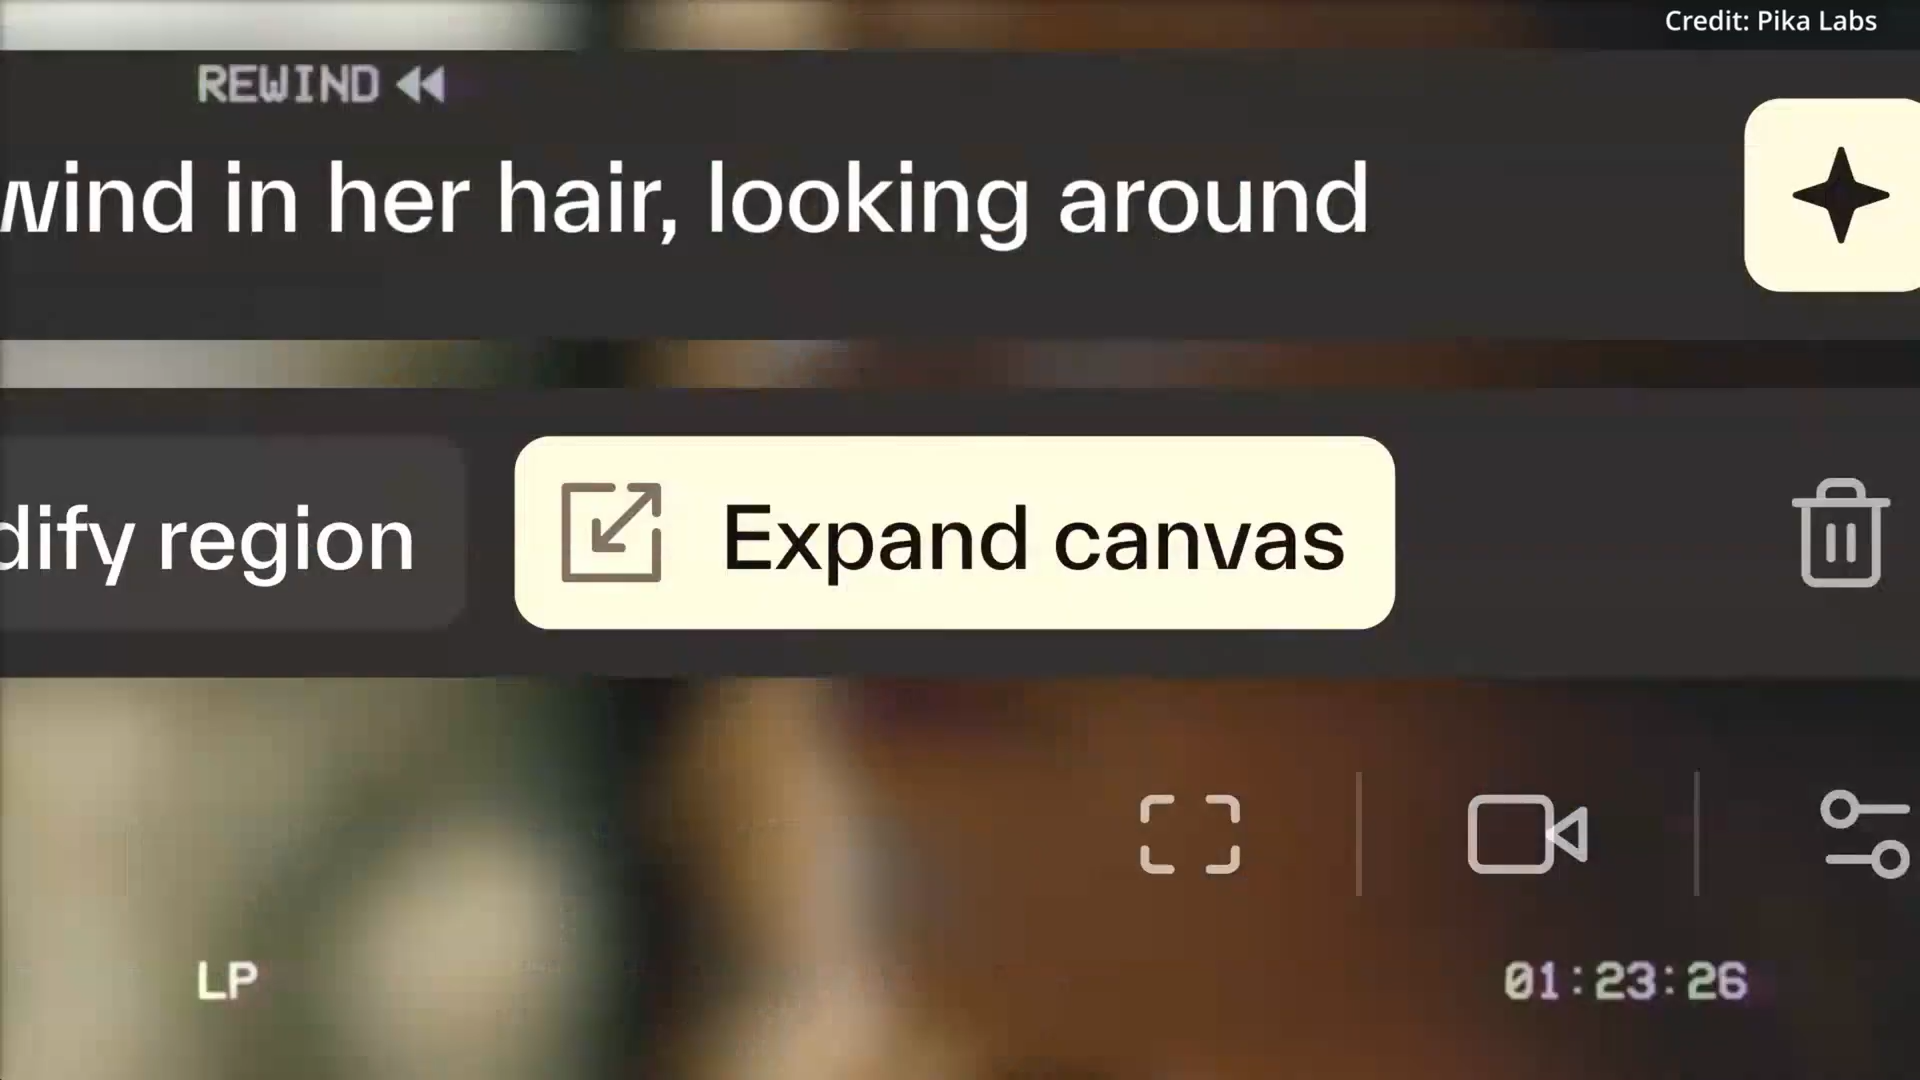 Credit: Pika Labs
REWIND
wind in her hair, looking around
dify region
Expand canvas
LP
01:23:26